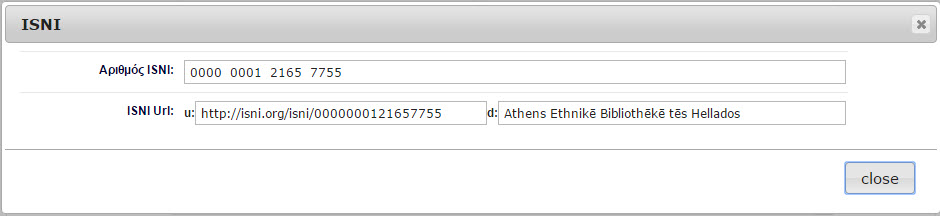 ISNI
Αριθμός ISNI: 0000 0001 2165 7755
ISNI Url: u: http://isni.org/isni/0000000121657755 d: Athens Ethnikē Bibliothēkē tēs Hellados
close